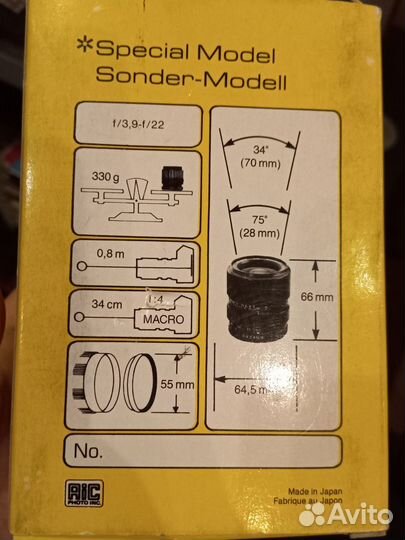 *Special Model
Sonder-Modell
f/3,9-f/22
330 g
0,8 m
34 cm
1:4
MACRO
55 mm
34°
(70 mm)
75°
(28 mm)
66 mm
64,5 mm
No.
AIC
PHOTO INC.
Made in Japan
Fabrique au Japon
Avito